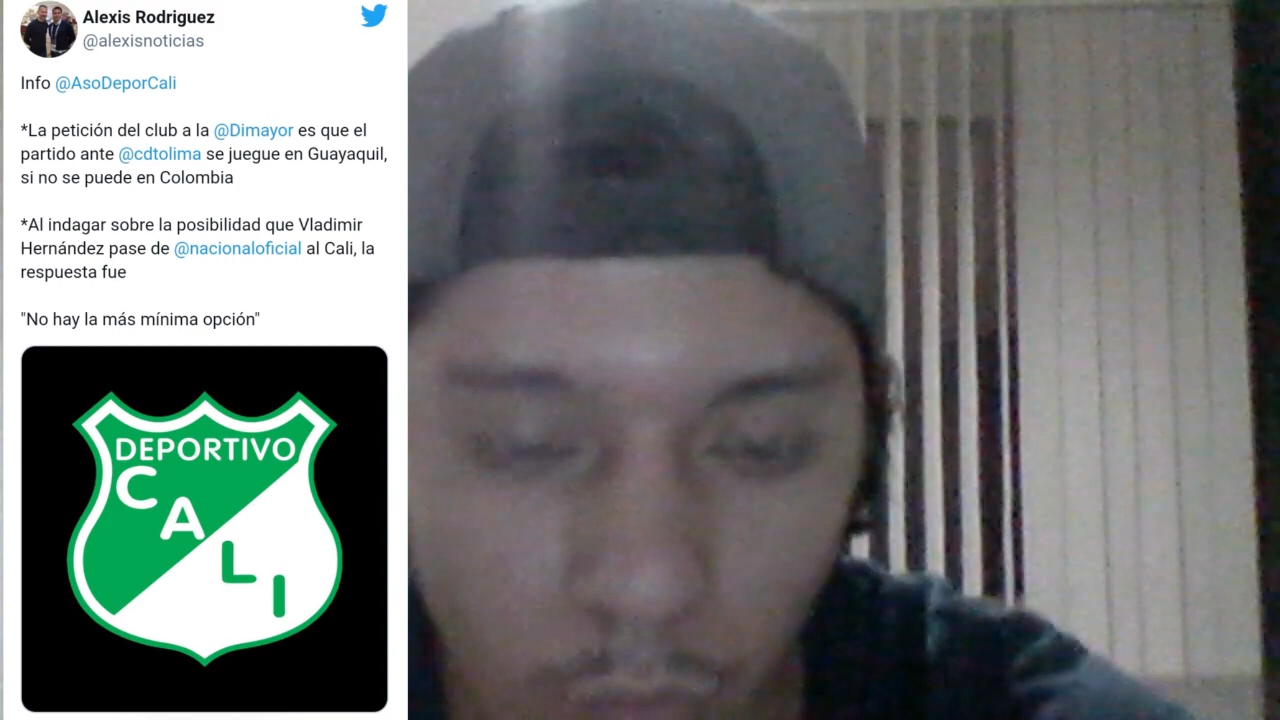 Alexis Rodriguez
@alexisnoticias
Info @AsoDeporCali
*La petición del club a la @Dimayor es que el
partido ante @cdtolima se juegue en Guayaquil,
si no se puede en Colombia
*Al indagar sobre la posibilidad que Vladimir
Hernández pase de @nacionaloficial al Cali, la
respuesta fue
"No hay la más mínima opción"
DEPORTIVO
CALI